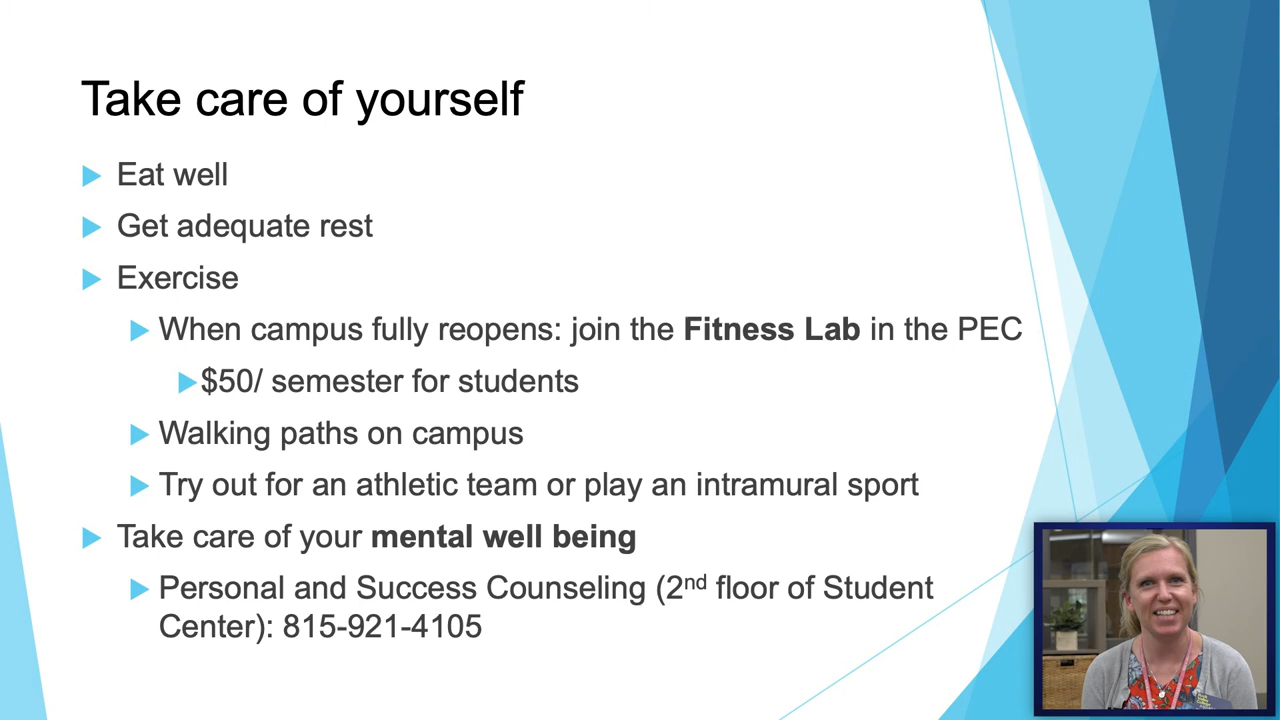 Take care of yourself
Eat well
Get adequate rest
Exercise
When campus fully reopens: join the Fitness Lab in the PEC
$50/ semester for students
Walking paths on campus
Try out for an athletic team or play an intramural sport
Take care of your mental well being
Personal and Success Counseling (2nd floor of Student
Center): 815-921-4105